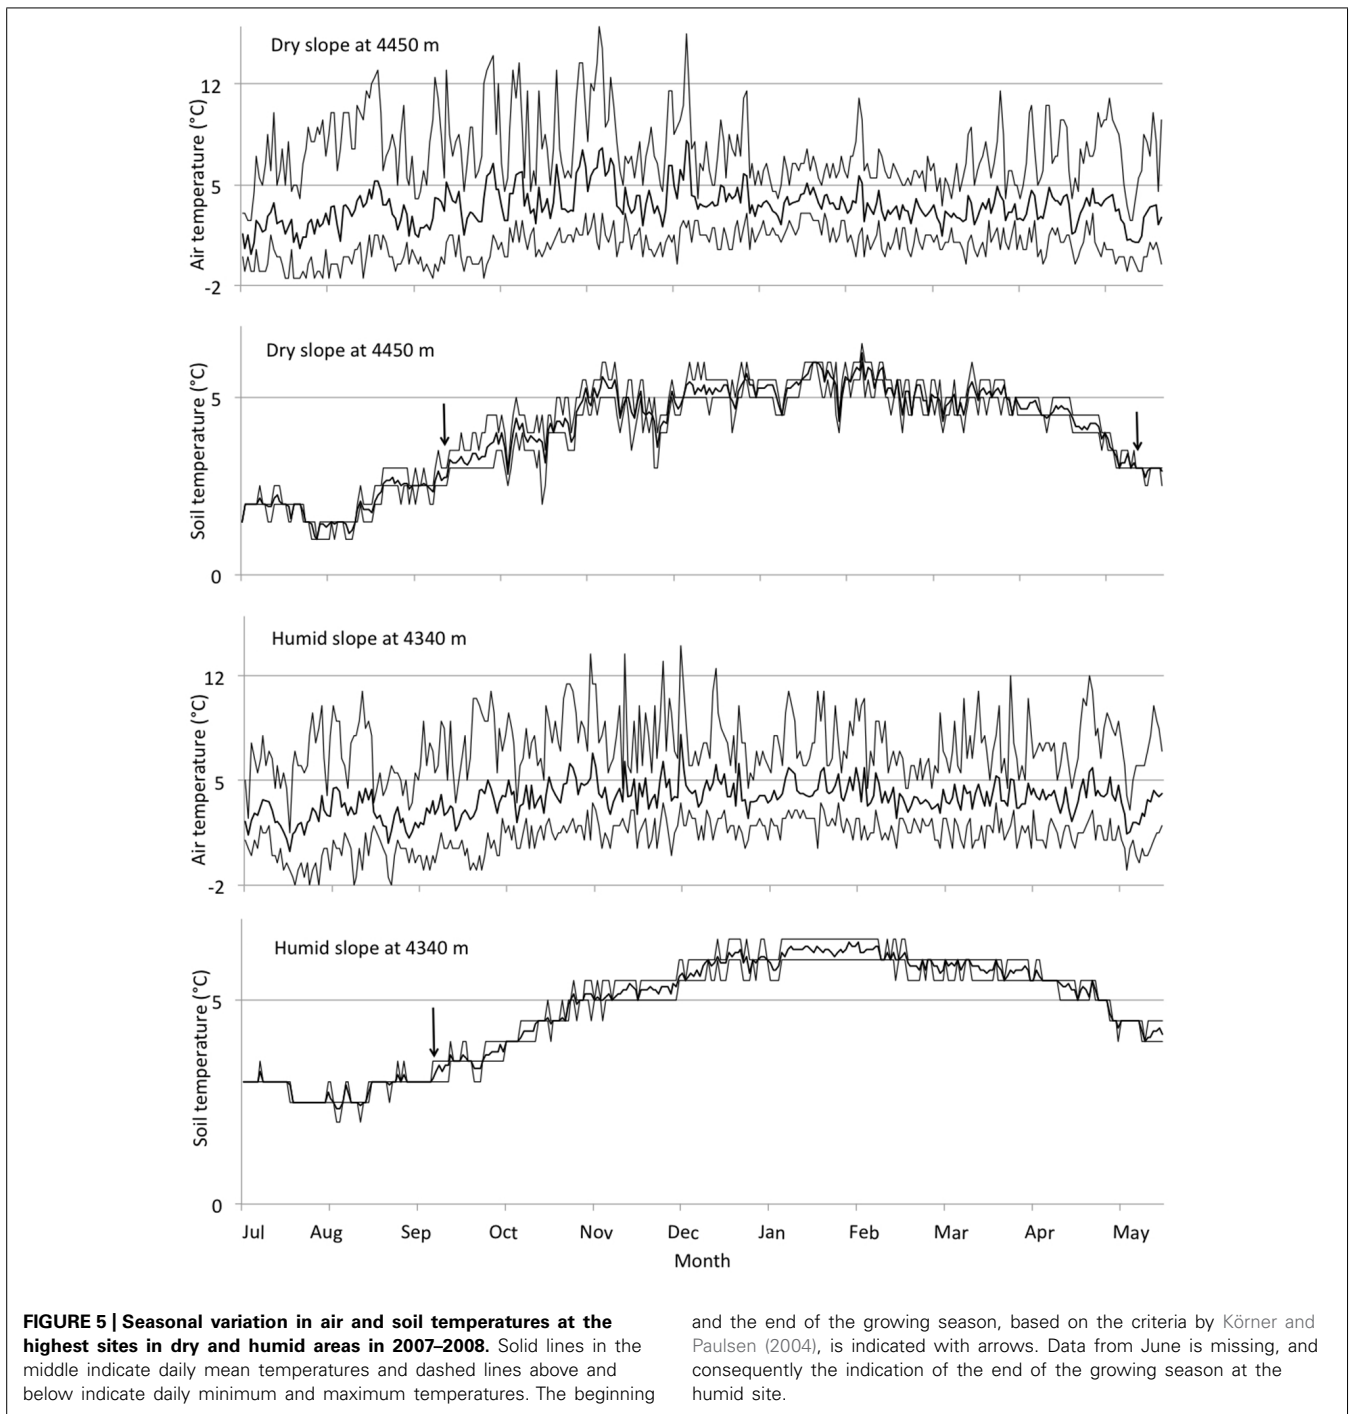 Dry slope at 4450 m
12
5
-2
Air temperature (°C)
Dry slope at 4450 m
5
0
Soil temperature (°C)
Humid slope at 4340 m
12
5
-2
Air temperature (°C)
Humid slope at 4340 m
5
0
Soil temperature (°C)
Jul Aug Sep Oct Nov Dec Jan Feb Mar Apr May
Month
FIGURE 5 | Seasonal variation in air and soil temperatures at the
highest sites in dry and humid areas in 2007–2008. Solid lines in the
middle indicate daily mean temperatures and dashed lines above and
below indicate daily minimum and maximum temperatures. The beginning
and the end of the growing season, based on the criteria by Körner and
Paulsen (2004), is indicated with arrows. Data from June is missing, and
consequently the indication of the end of the growing season at the
humid site.